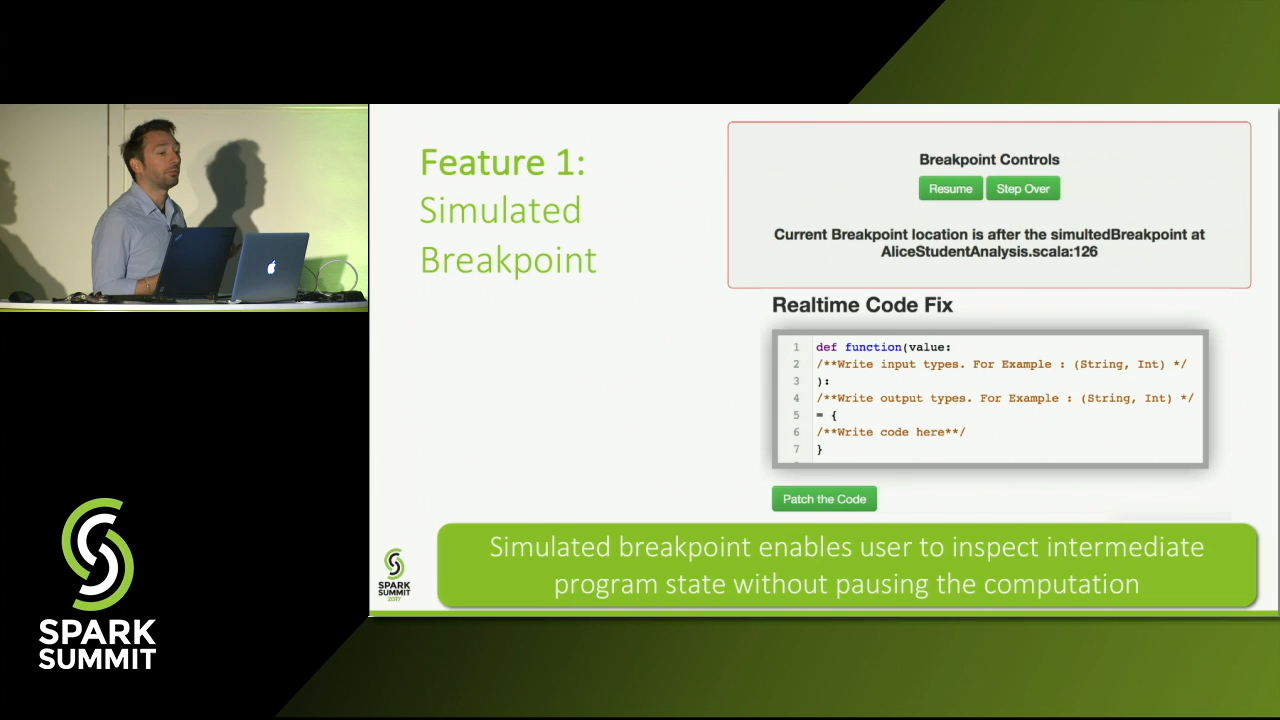 Feature 1:
Simulated
Breakpoint
Breakpoint Controls
Resume
Step Over
Current Breakpoint location is after the simultedBreakpoint at
AliceStudentAnalysis.scala:126
Realtime Code Fix
1 def function(value:
2 /**Write input types. For Example : (String, Int) */
3 ):
4 /**Write output types. For Example : (String, Int) */
5 = {
6 /**Write code here**/
7 }
Patch the Code
Simulated breakpoint enables user to inspect intermediate
program state without pausing the computation
SPARK
SUMMIT
2017
SPARK
SUMMIT